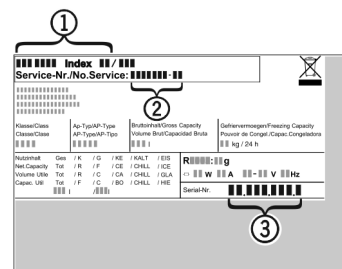 1
Index /
Service-Nr./No.Service: -
2
Klasse/Class Ap-Typ/AP-Type Bruttoinhalt/Gross Capacity Gefriervermoegen/Freezing Capacity
Classe/Clase AP-Type/AP-Tipo Volume Brut/Capacidad Bruta Pouvoir de Congel./Capac.Congeladora
l kg / 24 h
Nutzinhalt Ges / K / G / KE / KALT / EIS
Net.Capacity Tot / R / F / CE / CHILL / ICE
Volume Utile Tot / R / C / CA / CHILL / GLA
Capac. Util Tot / F / C / BO / CHILL / HIE
l / l
R : g
W A - V Hz
Serial-Nr. . . .
3